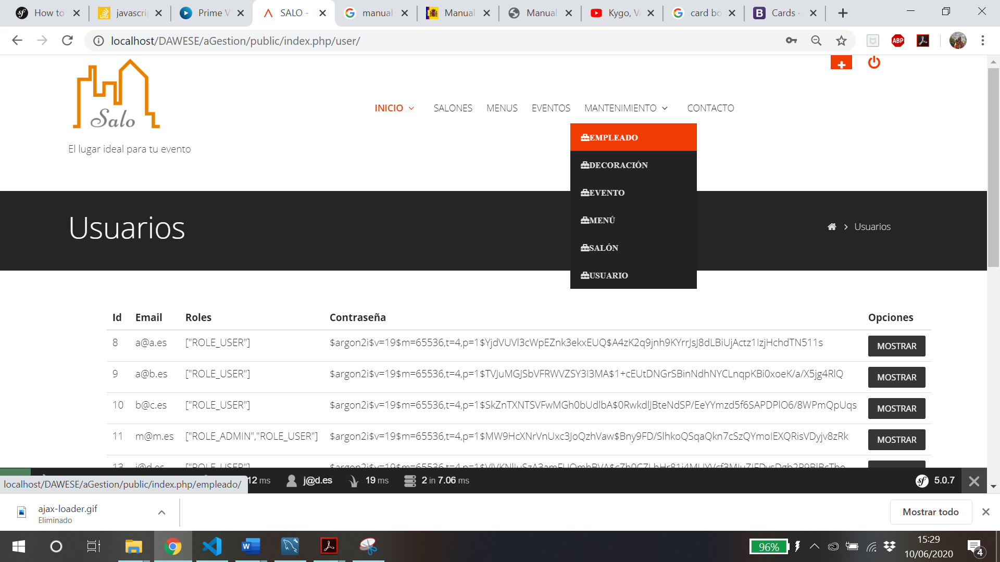 How to
javascri
Prime V
SALO -
manual
Manual
Manual
Kygo, Va
card bo
Cards ·
localhost/DAWESE/aGestion/public/index.php/user/
ABP
Salo
El lugar ideal para tu evento
INICIO SALONES MENUS EVENTOS MANTENIMIENTO CONTACTO
EMPLEADO
DECORACIÓN
EVENTO
MENÚ
SALÓN
USUARIO
Usuarios
Usuarios
Id Email Roles Contraseña Opciones
8 a@a.es ["ROLE_USER"] $argon2i$v=19$m=65536,t=4,p=1$YjdVUVl3cWpEZnk3ekxEUQ$A4zK2q9jnh9KYrrJsJ8dLBiUjActz1IzjHchdTN511s MOSTRAR
9 a@b.es ["ROLE_USER"] $argon2i$v=19$m=65536,t=4,p=1$TVJuMGJSbVFRWVZSY3I3MA$1+cEUtDNGrSBinNdhNYCLnqpKBi0xoeK/a/X5jg4RlQ MOSTRAR
10 b@c.es ["ROLE_USER"] $argon2i$v=19$m=65536,t=4,p=1$SkZnTXNTSVFwMGh0bUdlbA$0RwkdlJBteNdSP/EeYYmzd5f6SAPDPlO6/8WPmQpUqs MOSTRAR
11 m@m.es ["ROLE_ADMIN","ROLE_USER"] $argon2i$v=19$m=65536,t=4,p=1$MW9HcXNrVnUxc3JoQzhVaw$Bny9FD/SlhkoQSqaQkn7cSzQYmoIEXQRisVDyjv8zRk MOSTRAR
13 j@d.es ["ROLE_USER"]
12 ms j@d.es 19 ms 2 in 7.06 ms 5.0.7
localhost/DAWESE/aGestion/public/index.php/empleado/
ajax-loader.gif
Eliminado
Mostrar todo
96%
15:29
10/06/2020
4